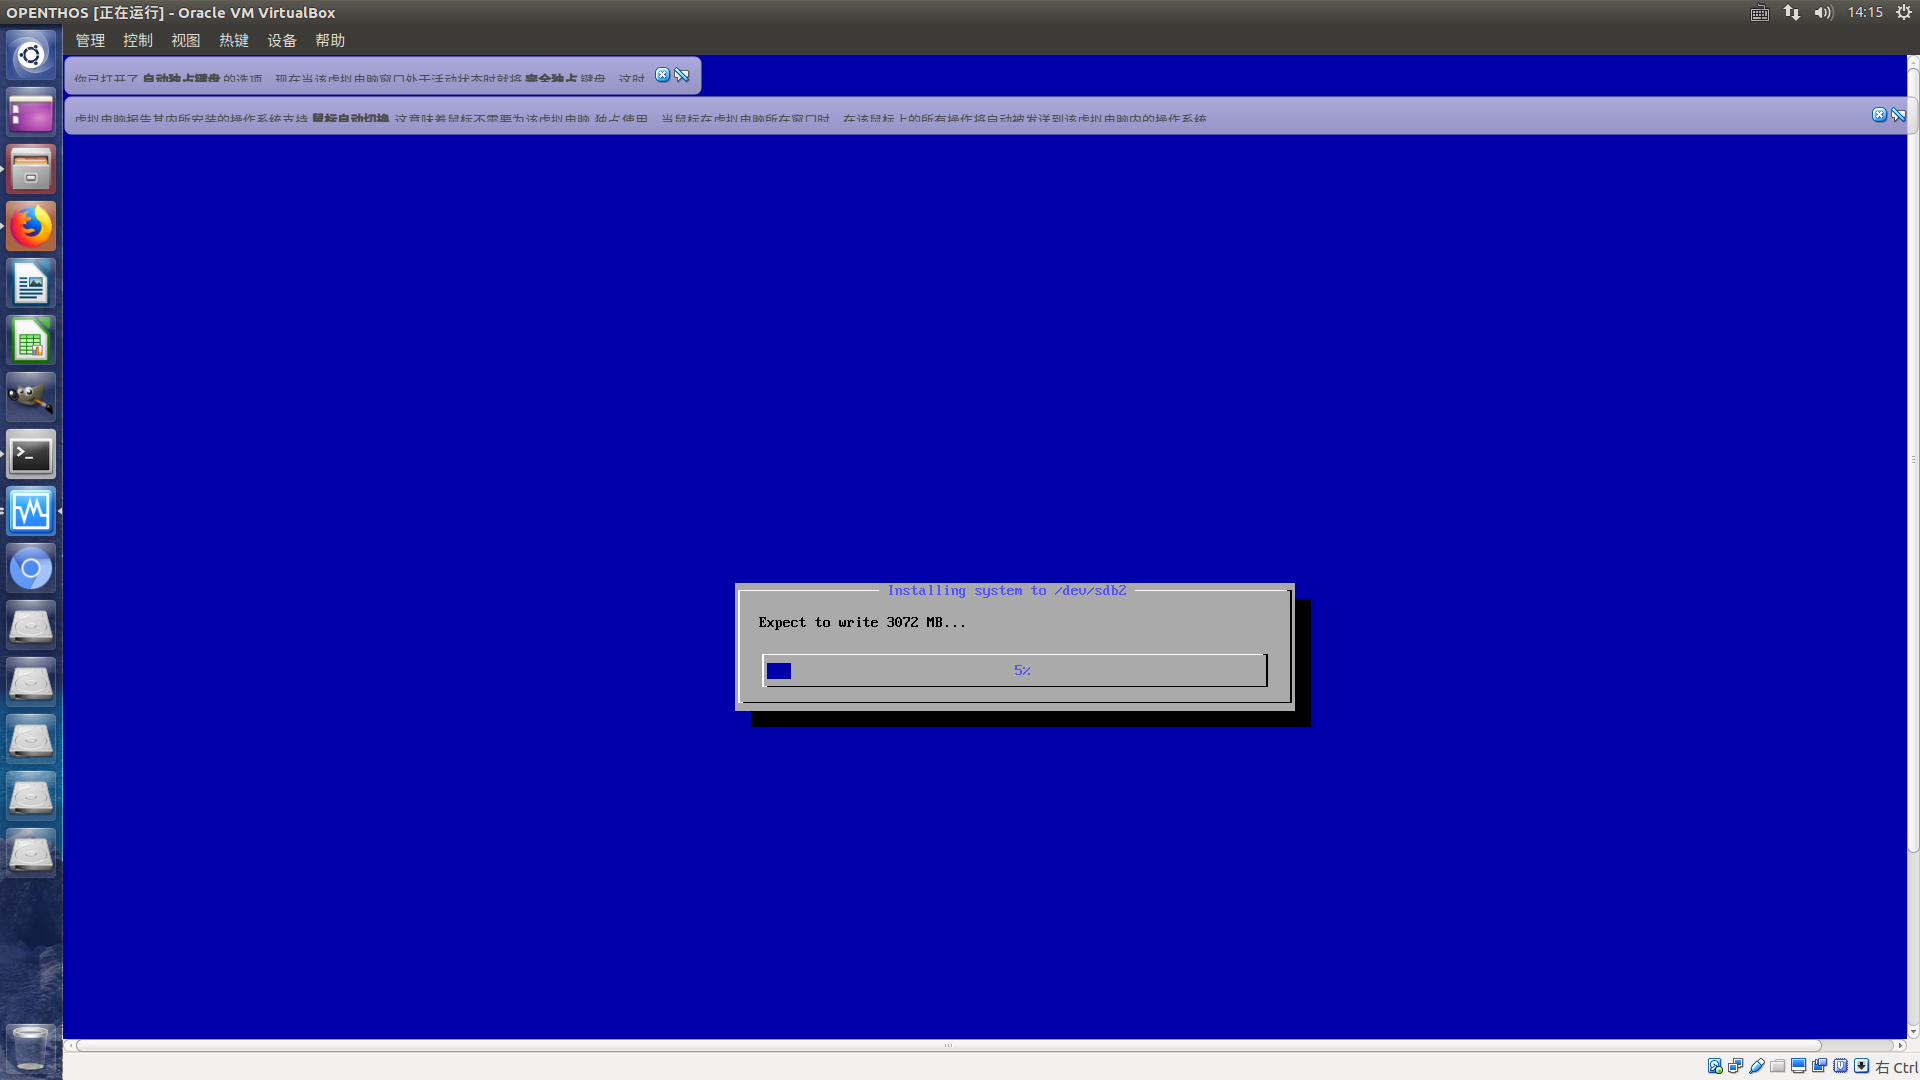 OPENTHOS [正在运行] - Oracle VM VirtualBox
14:15
管理 控制 视图 热键 设备 帮助
你已打开了 自动独占键盘 的选项。现在当该虚拟电脑窗口处于活动状态时就将 完全独占 键盘，这时
虚拟电脑报告其内所安装的操作系统支持 鼠标自动切换。这意味着鼠标不需要为该虚拟电脑 独占 使用，当鼠标在虚拟电脑所在窗口时，在该鼠标上的所有操作将自动被发送到该虚拟电脑内的操作系统
Installing system to /dev/sdb2
Expect to write 3072 MB...
5%
右 Ctrl